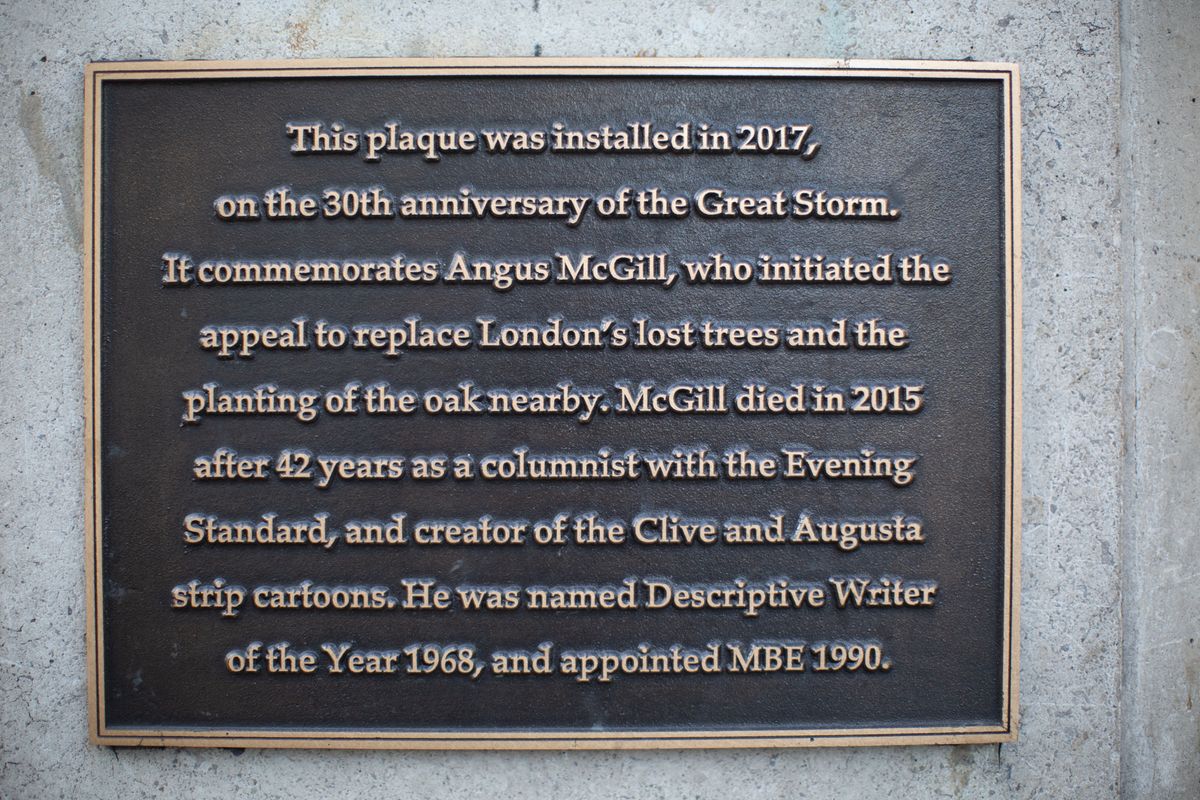 This plaque was installed in 2017,
on the 30th anniversary of the Great Storm.
It commemorates Angus McGill, who initiated the
appeal to replace London's lost trees and the
planting of the oak nearby. McGill died in 2015
after 42 years as a columnist with the Evening
Standard, and creator of the Clive and Augusta
strip cartoons. He was named Descriptive Writer
of the Year 1968, and appointed MBE 1990.